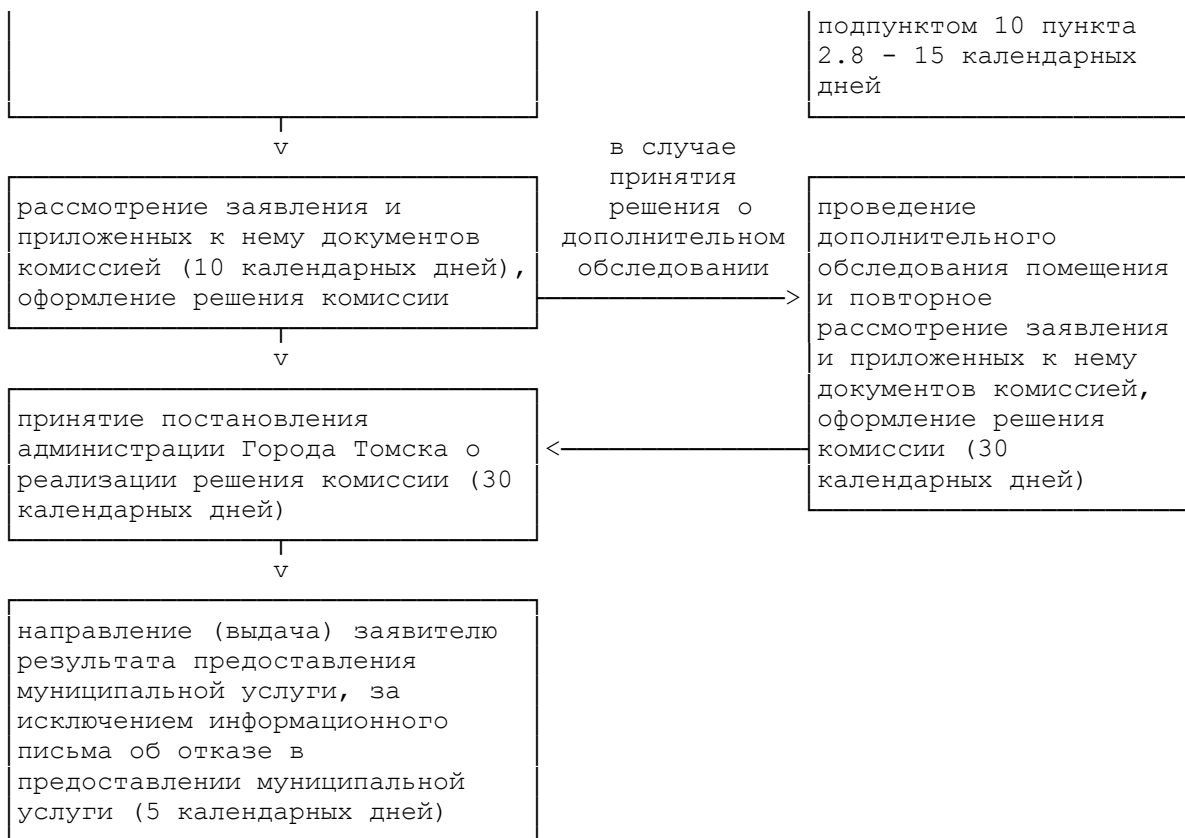 подпунктом 10 пункта
2.8 - 15 календарных
дней
v
в случае
принятия
решения о
дополнительном
обследовании
рассмотрение заявления и
приложенных к нему документов
комиссией (10 календарных дней),
оформление решения комиссии
>
проведение
дополнительного
обследования помещения
и повторное
рассмотрение заявления
и приложенных к нему
документов комиссией,
оформление решения
комиссии (30
календарных дней)
v
принятие постановления
администрации Города Томска о
реализации решения комиссии (30
календарных дней)
<
v
направление (выдача) заявителю
результата предоставления
муниципальной услуги, за
исключением информационного
письма об отказе в
предоставлении муниципальной
услуги (5 календарных дней)